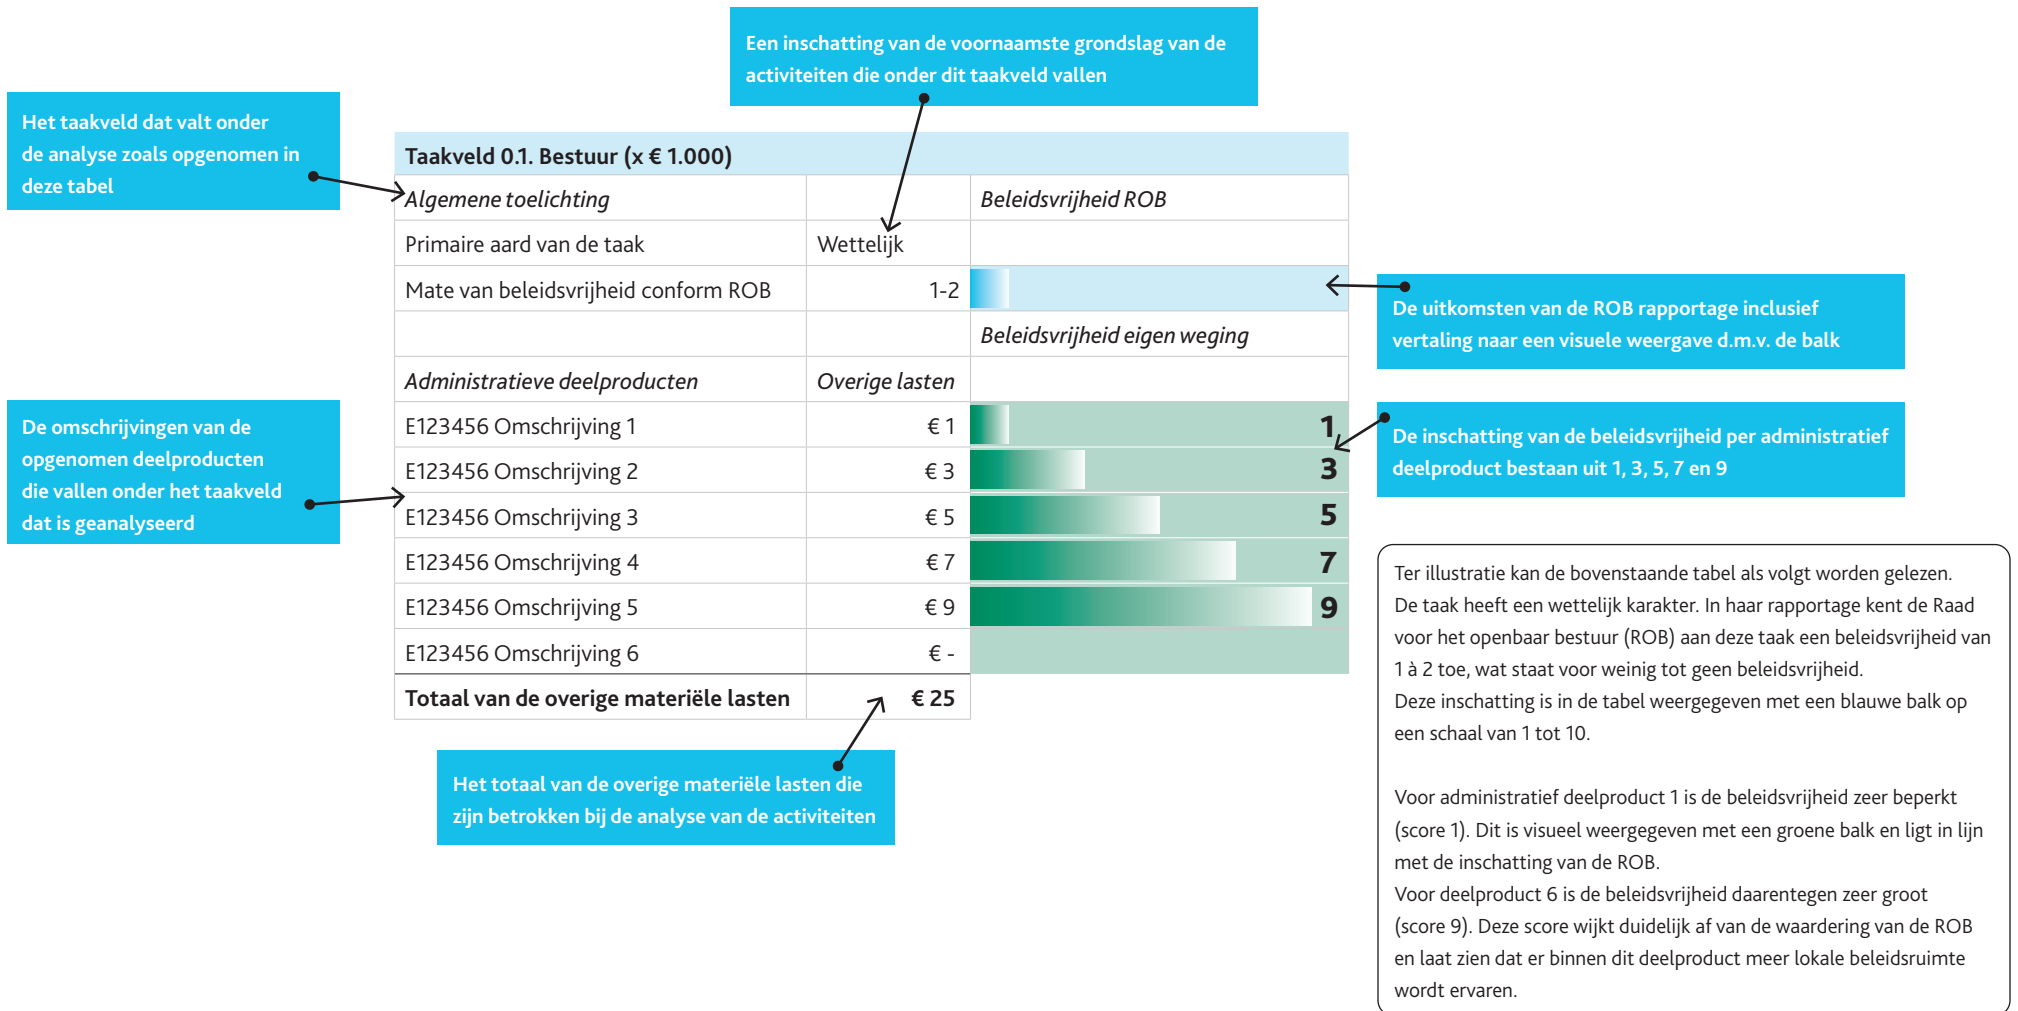 Een inschatting van de voornaamste grondslag van de
activiteiten die onder dit taakveld vallen
Het taakveld dat valt onder
de analyse zoals opgenomen in
deze tabel
Taakveld 0.1. Bestuur (x € 1.000)
Algemene toelichting Beleidsvrijheid ROB
Primaire aard van de taak Wettelijk
Mate van beleidsvrijheid conform ROB 1-2
Beleidsvrijheid eigen weging
Administratieve deelproducten Overige lasten
E123456 Omschrijving 1 € 1 1
E123456 Omschrijving 2 € 3 3
E123456 Omschrijving 3 € 5 5
E123456 Omschrijving 4 € 7 7
E123456 Omschrijving 5 € 9 9
E123456 Omschrijving 6 € -
Totaal van de overige materiële lasten € 25
De uitkomsten van de ROB rapportage inclusief
vertaling naar een visuele weergave d.m.v. de balk
De omschrijvingen van de
opgenomen deelproducten
die vallen onder het taakveld
dat is geanalyseerd
De inschatting van de beleidsvrijheid per administratief
deelproduct bestaan uit 1, 3, 5, 7 en 9
Het totaal van de overige materiële lasten die
zijn betrokken bij de analyse van de activiteiten
Ter illustratie kan de bovenstaande tabel als volgt worden gelezen.
De taak heeft een wettelijk karakter. In haar rapportage kent de Raad
voor het openbaar bestuur (ROB) aan deze taak een beleidsvrijheid van
1 à 2 toe, wat staat voor weinig tot geen beleidsvrijheid.
Deze inschatting is in de tabel weergegeven met een blauwe balk op
een schaal van 1 tot 10.
Voor administratief deelproduct 1 is de beleidsvrijheid zeer beperkt
(score 1). Dit is visueel weergegeven met een groene balk en ligt in lijn
met de inschatting van de ROB.
Voor deelproduct 6 is de beleidsvrijheid daarentegen zeer groot
(score 9). Deze score wijkt duidelijk af van de waardering van de ROB
en laat zien dat er binnen dit deelproduct meer lokale beleidsruimte
wordt ervaren.